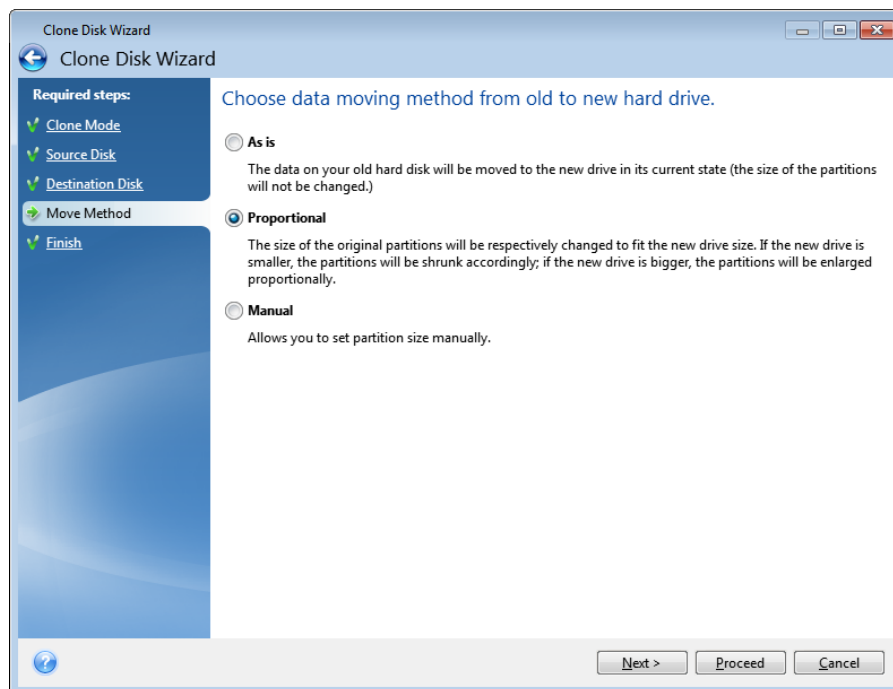 Clone Disk Wizard
Clone Disk Wizard
Required steps:
Clone Mode
Source Disk
Destination Disk
Move Method
Finish
Choose data moving method from old to new hard drive.
As is
The data on your old hard disk will be moved to the new drive in its current state (the size of the partitions
will not be changed.)
Proportional
The size of the original partitions will be respectively changed to fit the new drive size. If the new drive is
smaller, the partitions will be shrunk accordingly; if the new drive is bigger, the partitions will be enlarged
proportionally.
Manual
Allows you to set partition size manually.
Next >
Proceed
Cancel